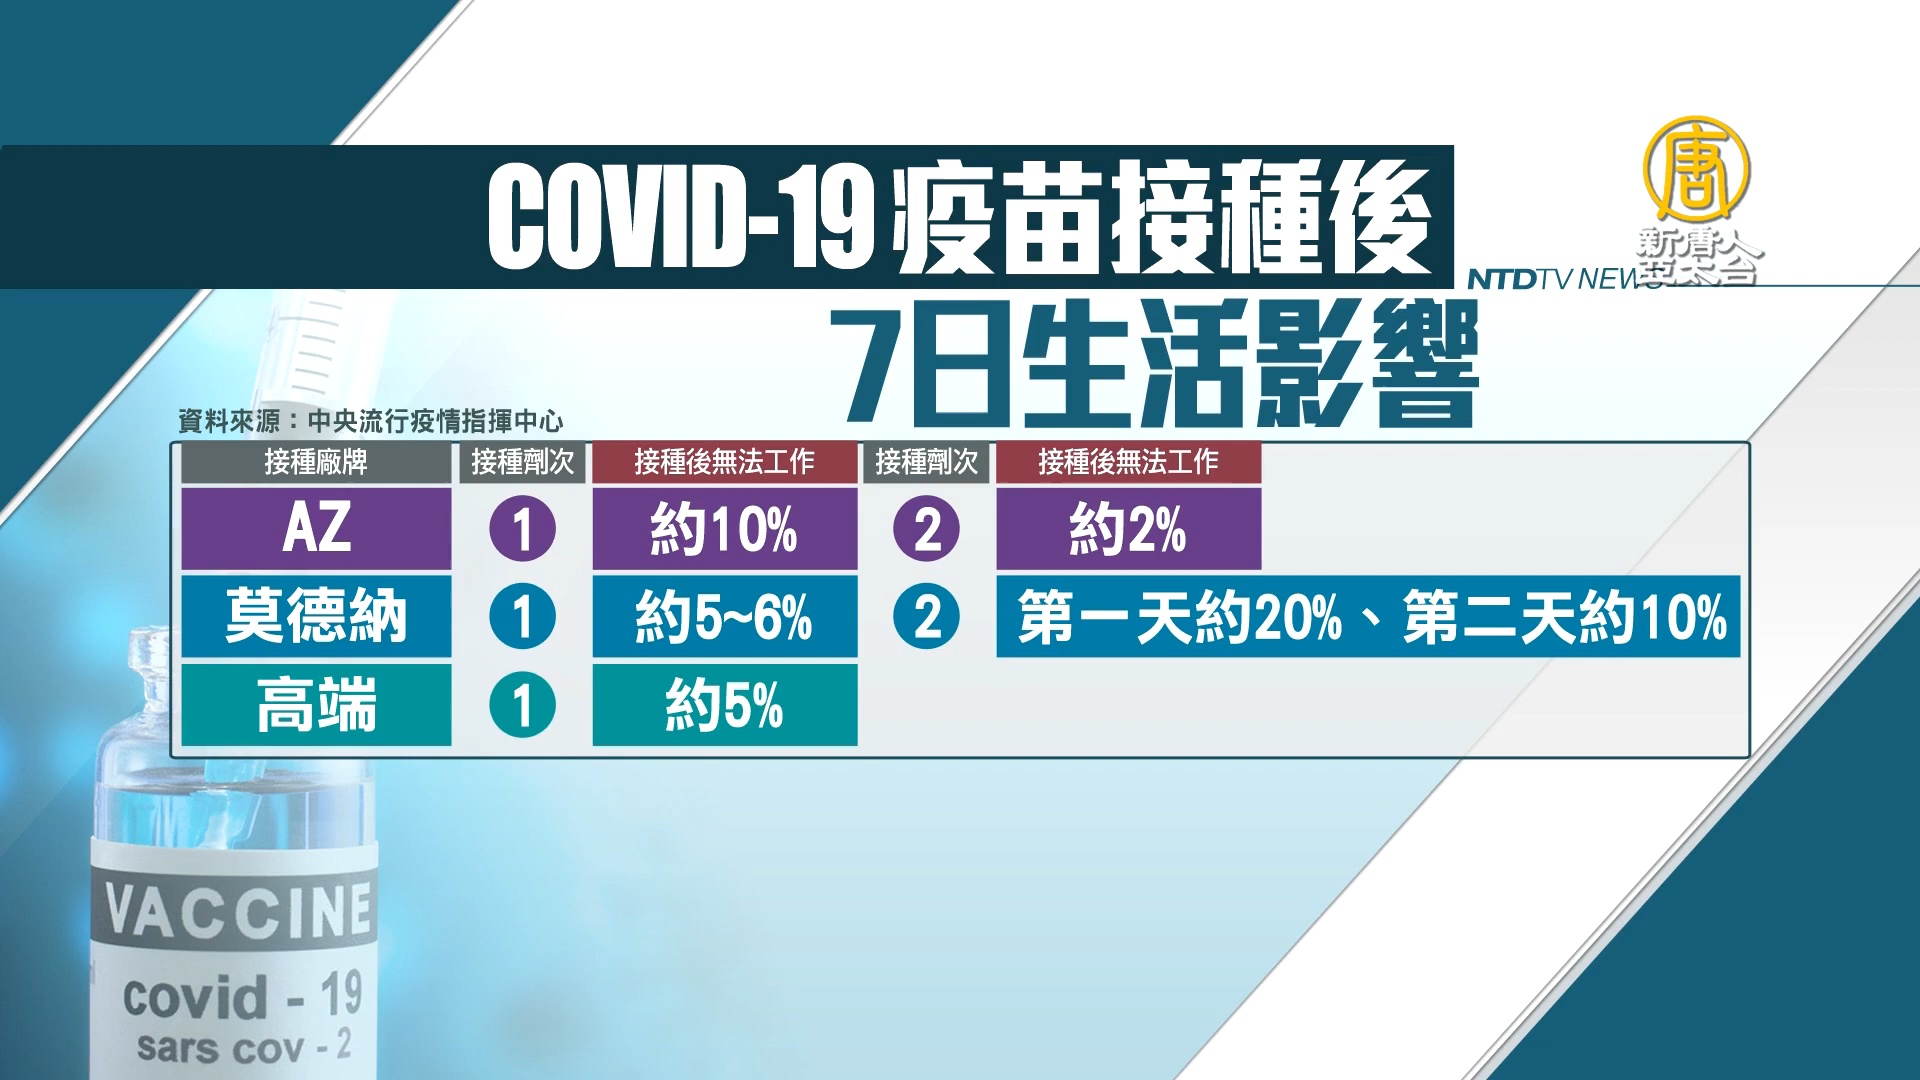 COVID-19疫苗接種後
唐
新唐人
亞太台
NTDTV NEWS
7日生活影響
資料來源：中央流行疫情指揮中心
接種廠牌 接種劑次 接種後無法工作 接種劑次 接種後無法工作
AZ 1 約10% 2 約2%
莫德納 1 約5~6% 2 第一天約20%、第二天約10%
高端 1 約5%
VACCINE
covid - 19
sars cov - 2